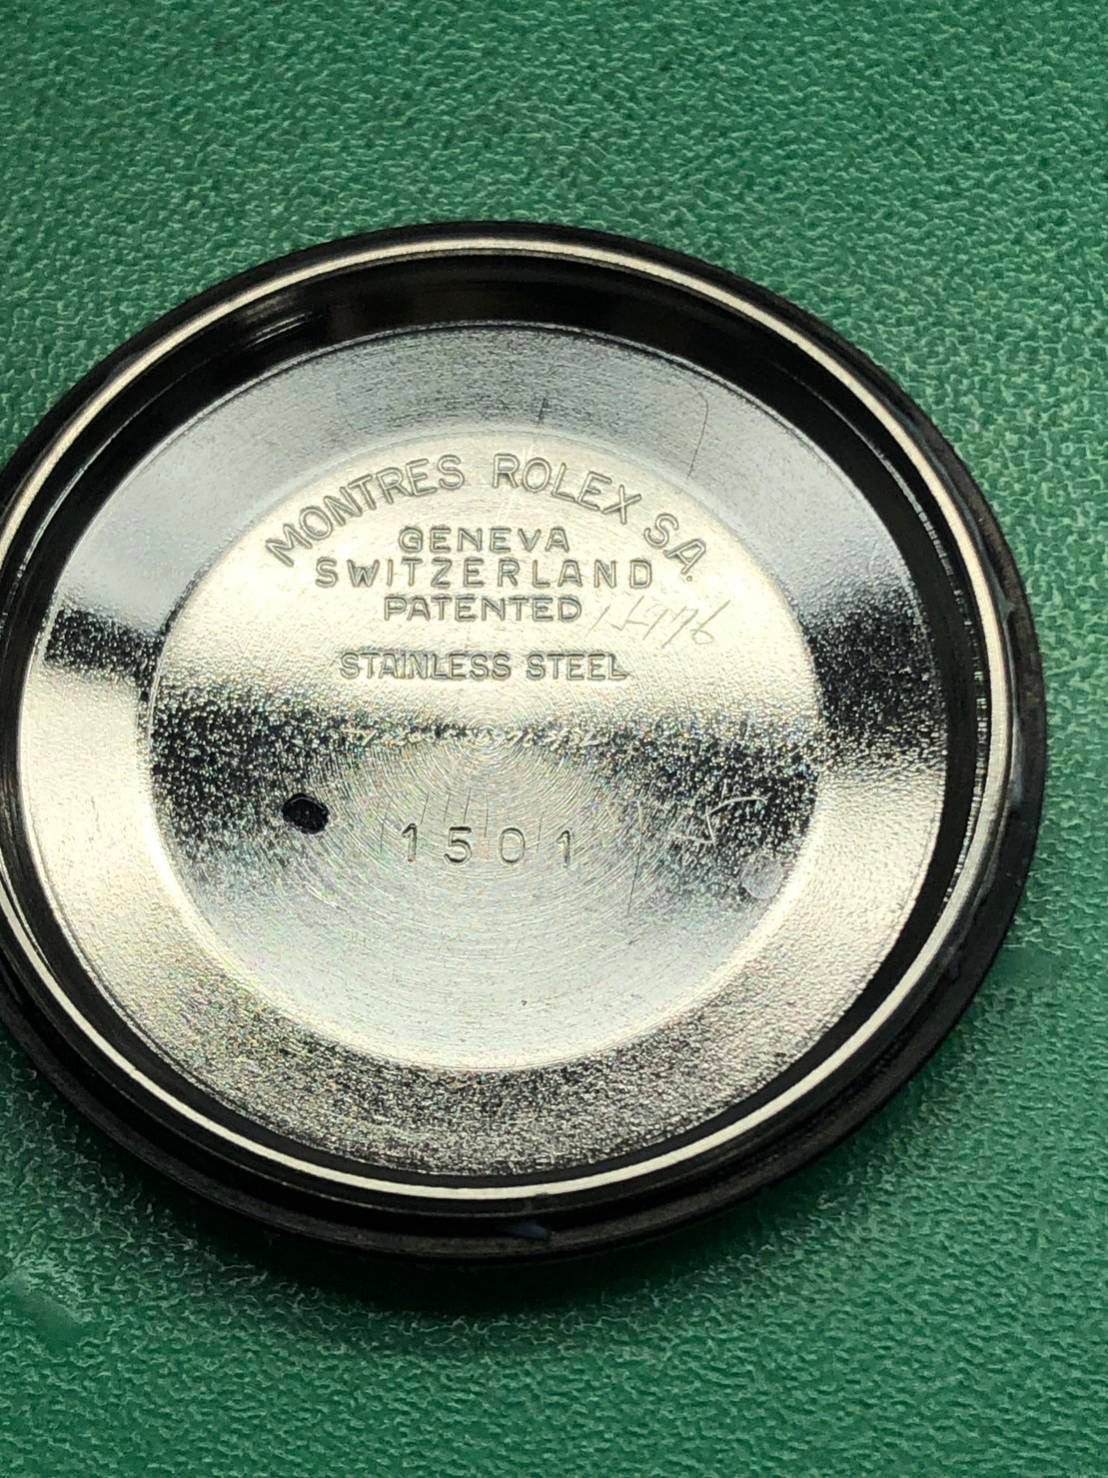 MONTRES ROLEX S.A.
GENEVA
SWITZERLAND
PATENTED
STAINLESS STEEL
1501